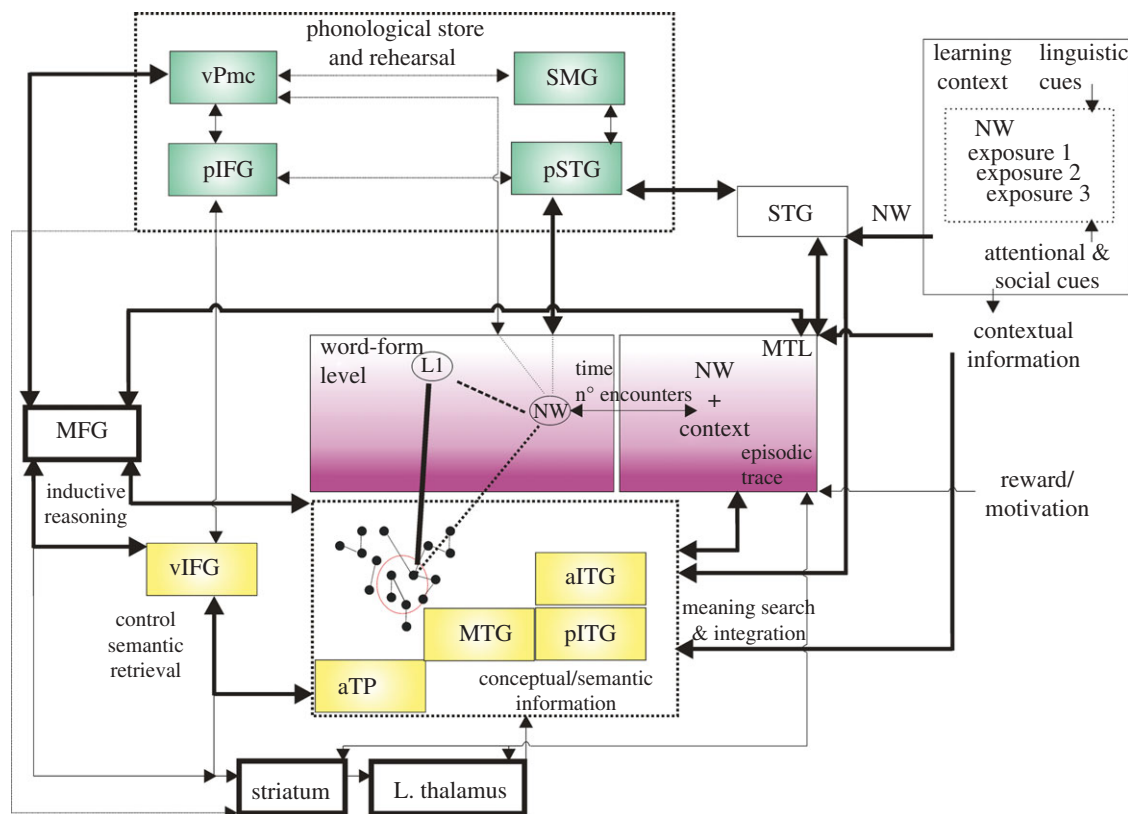 phonological store
and rehearsal
vPmc
SMG
pIFG
pSTG
learning
context
linguistic
cues
NW
exposure 1
exposure 2
exposure 3
attentional &
social cues
STG
NW
contextual
information
word-form
level
L1
NW
time
n° encounters
MTL
NW
+
context
episodic
trace
MFG
inductive
reasoning
reward/
motivation
vIFG
control
semantic
retrieval
aITG
MTG
pITG
aTP
meaning search
& integration
conceptual/semantic
information
striatum
L. thalamus